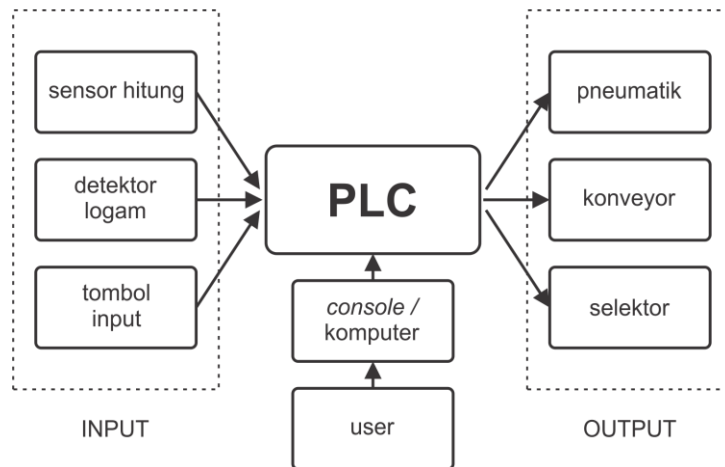 sensor hitung
detektor
logam
tombol
input
INPUT
PLC
console /
komputer
user
pneumatik
konveyor
selektor
OUTPUT